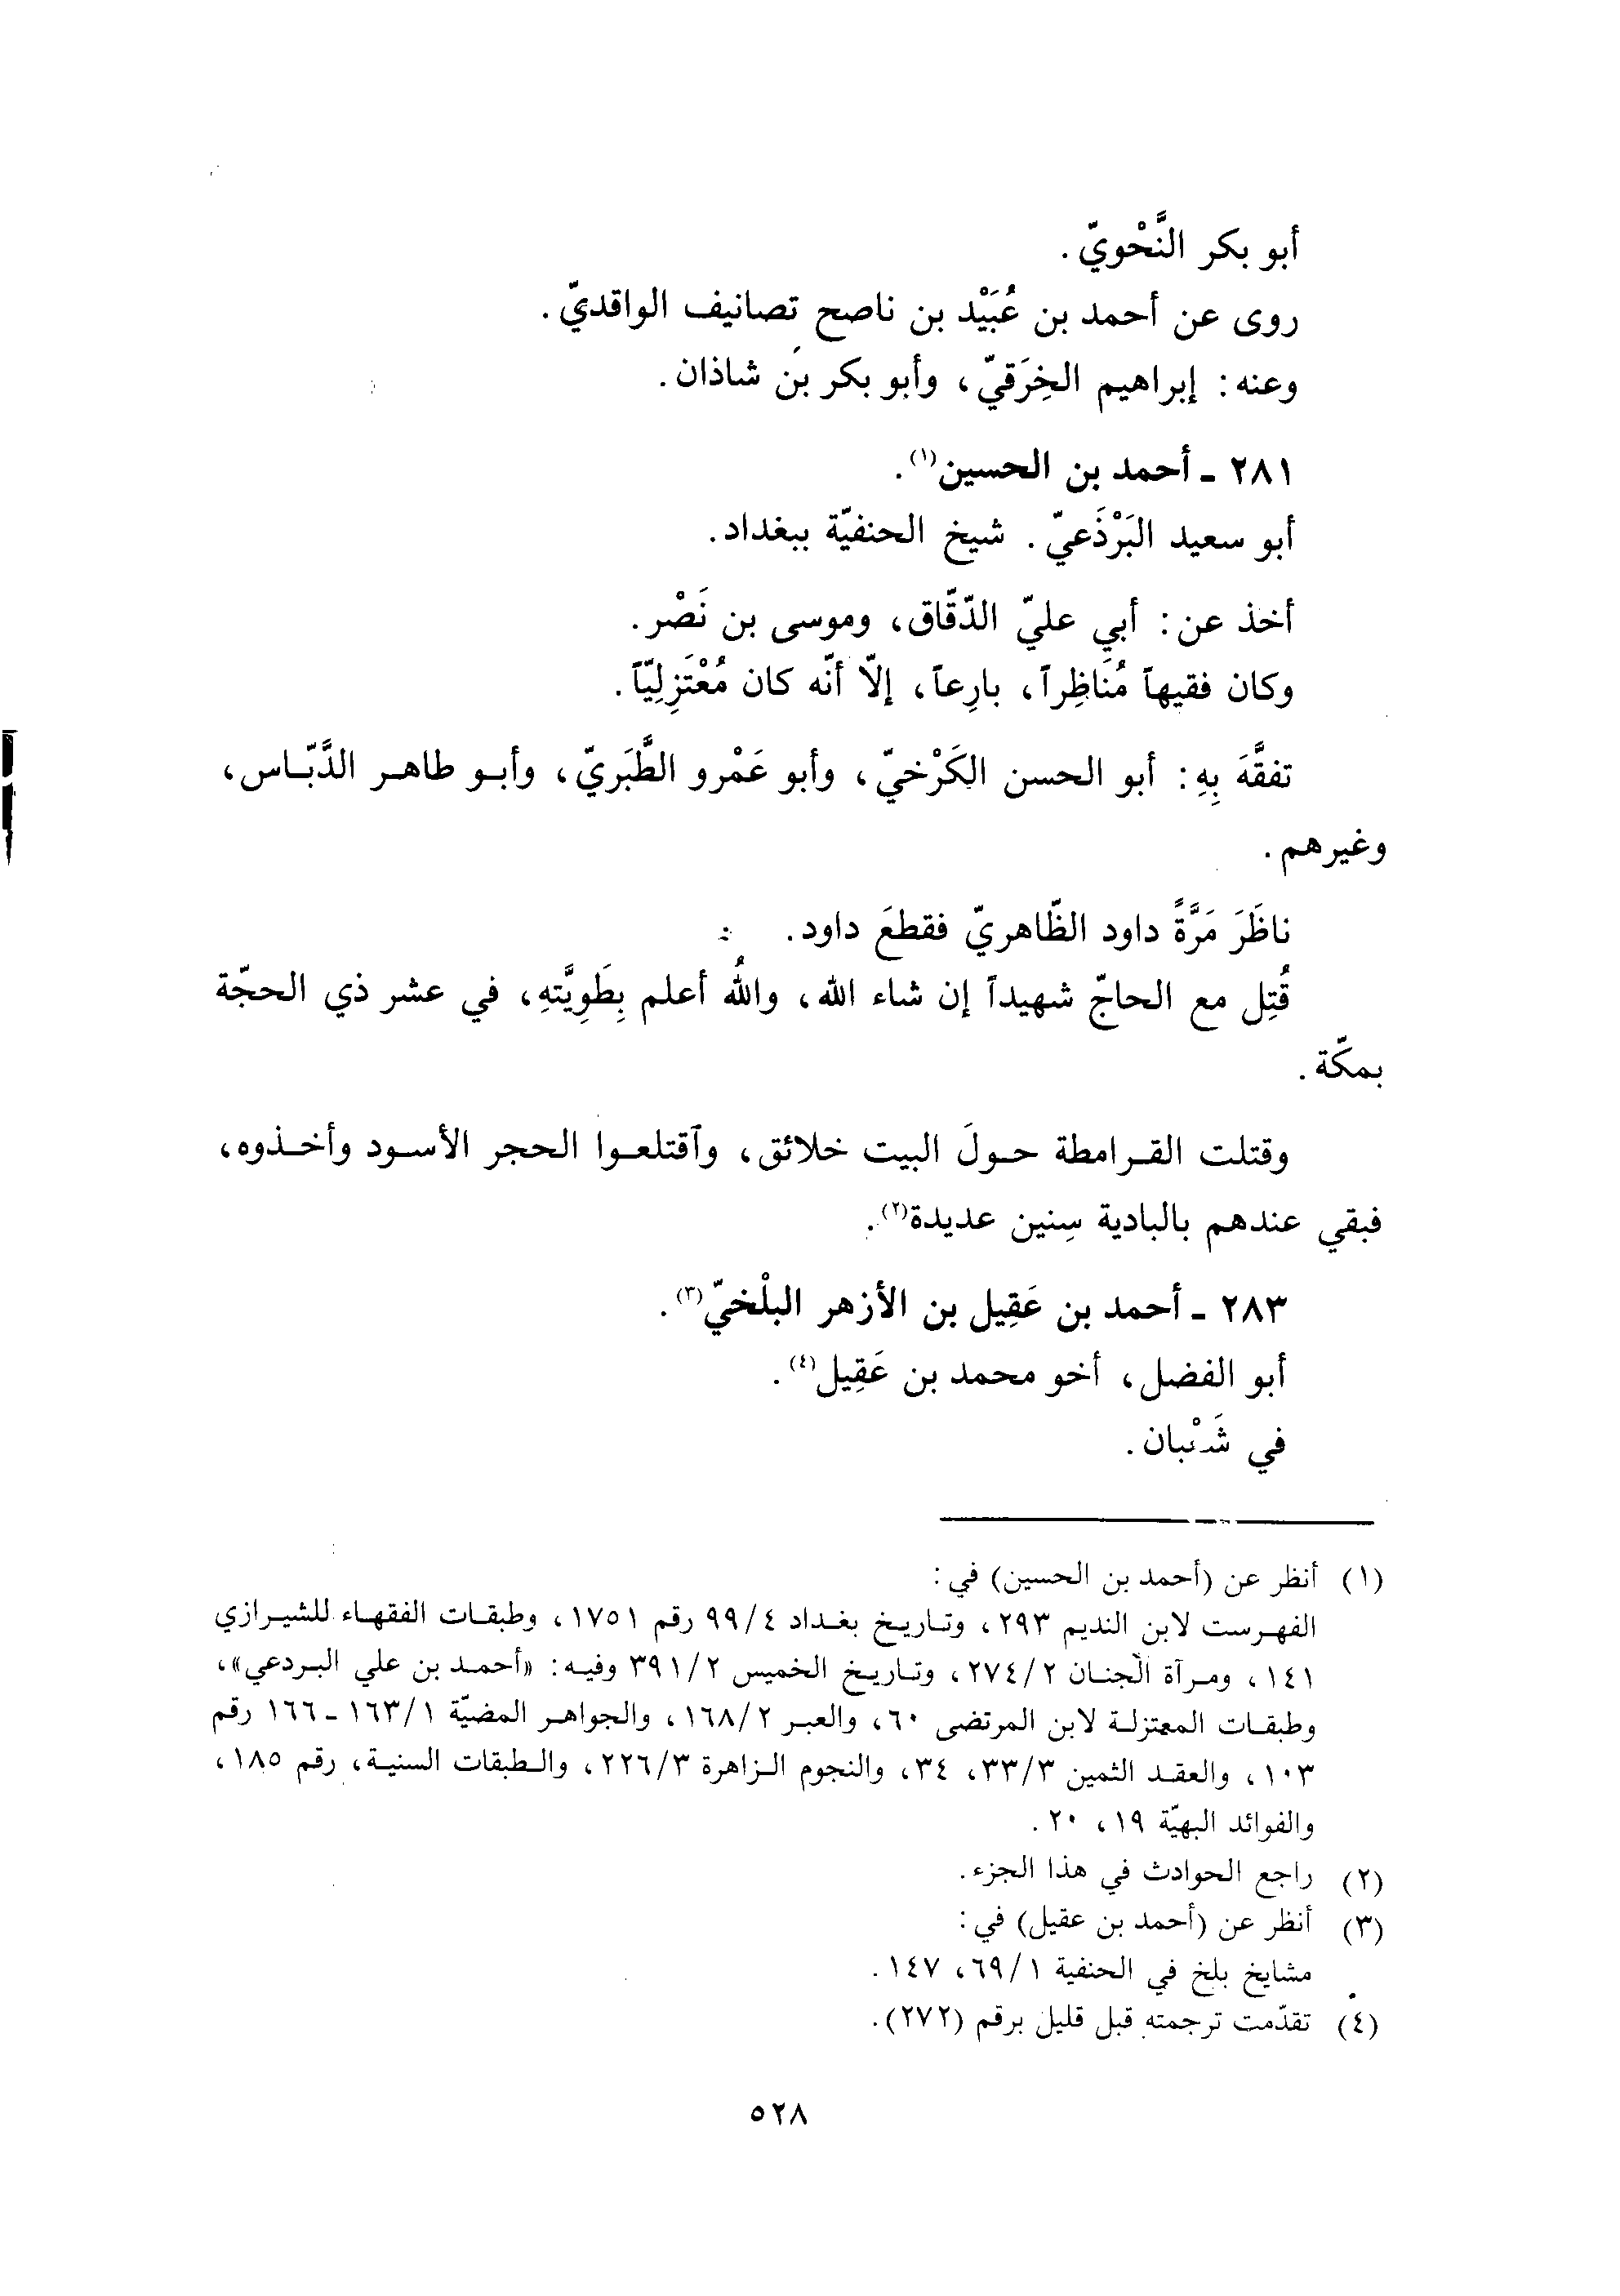 أبو بكر النَّحْويّ.
روى عن أحمد بن عُبَيْد بن ناصح تصانيف الواقديّ.
وعنه: إبراهيم الخِرَقيّ، وأبو بكر بن شاذان.
٢٨١ ـ أحمد بن الحسين(١).
أبو سعيد البَرْذَعيّ. شيخ الحنفيّة ببغداد.
أخذ عن: أبي عليّ الدّقّاق، وموسى بن نَصْر.
وكان فقيهاً مُنَاظِراً، بارِعاً، إلّا أنّه كان مُعْتَزِلِيّاً.
تفقَّهَ بِهِ: أبو الحسن الكَرْخيّ، وأبو عَمْرو الطَّبَريّ، وأبو طاهر الدَّبّاس،
وغيرهم.
ناظَرَ مَرَّةً داود الظّاهريّ فقطعَ داود.
قُتِل مع الحاجّ شهيداً إن شاء الله، واللهُ أعلم بِطَوِيَّتهِ، في عشر ذي الحجّة
بمكّة.
وقتلت القرامطة حولَ البيت خلائق، وٱقتلعوا الحجر الأسود وأخذوه،
فبقي عندهم بالبادية سِنين عديدة(٢).
٢٨٣ ـ أحمد بن عَقِيل بن الأزهر البلْخيّ(٣).
أبو الفضل، أخو محمد بن عَقِيل(٤).
في شَعْبان.
(١) أنظر عن (أحمد بن الحسين) في:
الفهرست لابن النديم ٢٩٣، وتاريخ بغداد ٩٩/٤ رقم ١٧٥١، وطبقات الفقهاء للشيرازي
١٤١، ومرآة الجنان ٢٧٤/٢، وتاريخ الخميس ٣٩١/٢ وفيه: «أحمد بن علي البردعي»،
وطبقات المعتزلة لابن المرتضى ٦٠، والعبر ١٦٨/٢، والجواهر المضيّة ١٦٣/١ ـ ١٦٦ رقم
١٠٣، والعقد الثمين ٣٣/٣، ٣٤، والنجوم الزاهرة ٢٢٦/٣، والطبقات السنية، رقم ١٨٥،
والفوائد البهيّة ١٩، ٢٠.
(٢) راجع الحوادث في هذا الجزء.
(٣) أنظر عن (أحمد بن عقيل) في:
مشايخ بلخ في الحنفية ٦٩/١، ١٤٧.
(٤) تقدّمت ترجمته قبل قليل برقم (٢٧٢).
٥٢٨